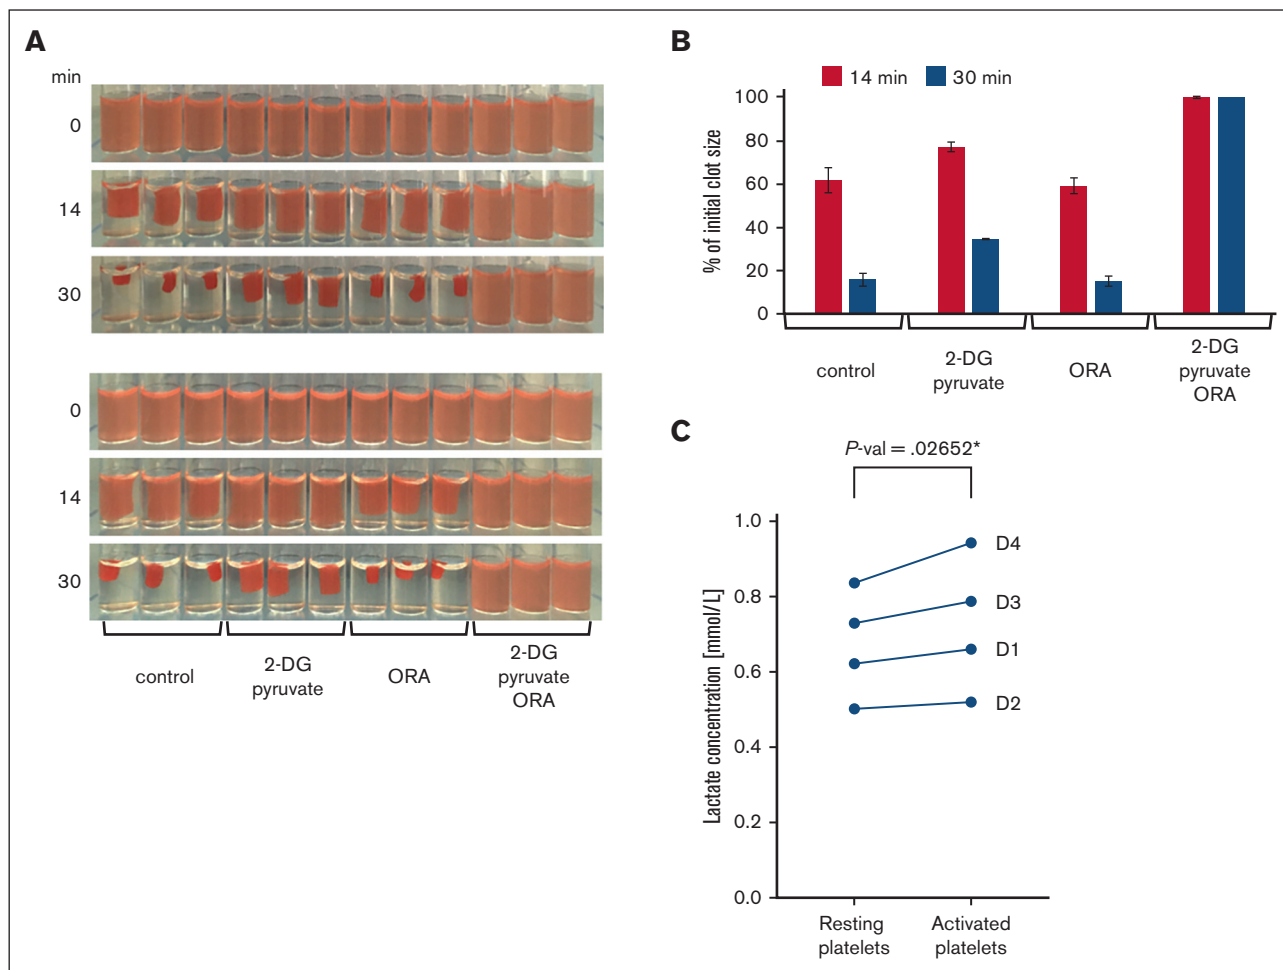 A
min
0
14
30
0
14
30
control
2-DG
pyruvate
ORA
2-DG
pyruvate
ORA
B
14 min
30 min
% of initial clot size
100
80
60
40
20
0
control
2-DG
pyruvate
ORA
2-DG
pyruvate
ORA
C
P-val = .02652*
Lactate concentration [mmol/L]
1.0
0.8
0.6
0.4
0.2
0.0
D4
D3
D1
D2
Resting
platelets
Activated
platelets